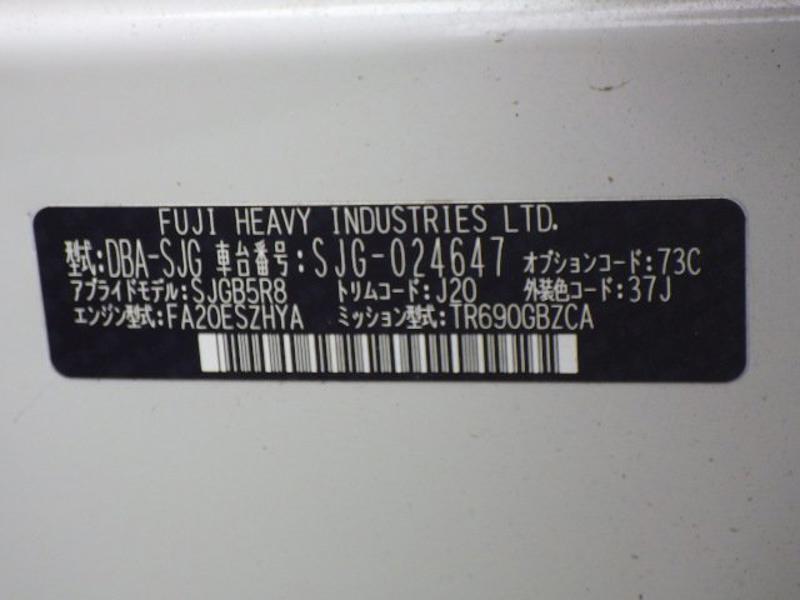 FUJI HEAVY INDUSTRIES LTD.
型式:DBA-SJG 車台番号:SJG-024647 オプションコード:73C
アプライドモデル:SJGB5R8 トリムコード:J20 外装色コード:37J
エンジン型式:FA20ESZHYA ミッション型式:TR690GBZCA